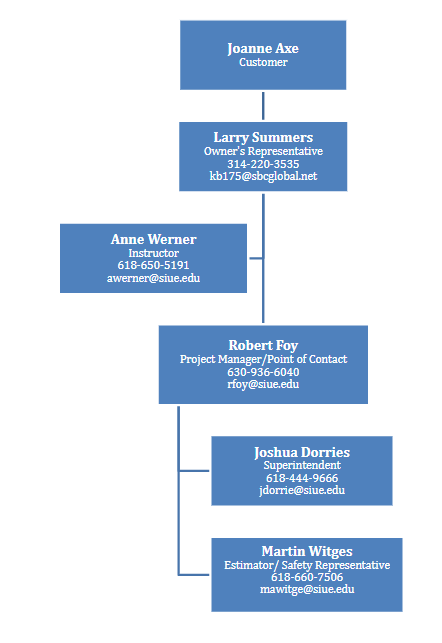 Joanne Axe
Customer
Larry Summers
Owner's Representative
314-220-3535
kb175@sbcglobal.net
Anne Werner
Instructor
618-650-5191
awerner@siue.edu
Robert Foy
Project Manager/Point of Contact
630-936-6040
rfoy@siue.edu
Joshua Dorries
Superintendent
618-444-9666
jdorrie@siue.edu
Martin Witges
Estimator/ Safety Representative
618-660-7506
mawitge@siue.edu